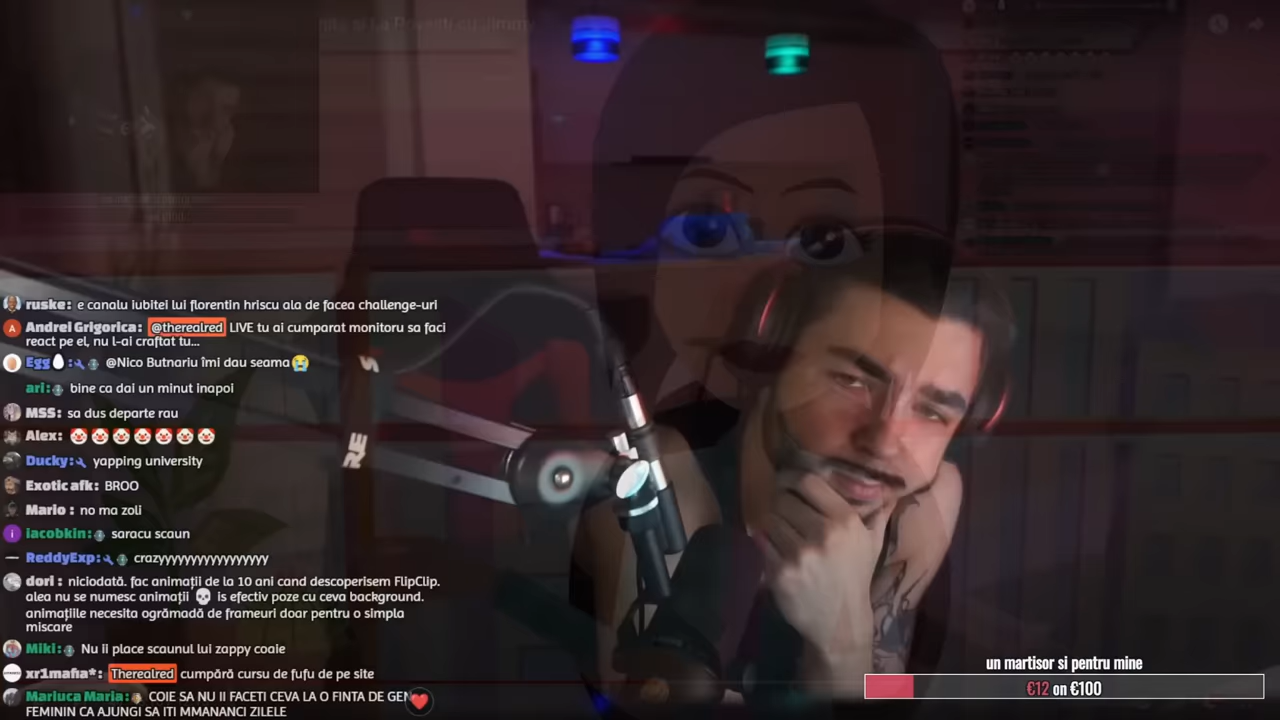 ruske: e canalu iubitei lui florentin hriscu ala de facea challenge-uri
Andrei Grigorica: @therealred LIVE tu ai cumparat monitoru sa faci
react pe el, nu l-ai craftat tu...
Egg🥚: @Nico Butnariu îmi dau seama😭
ari: bine ca dai un minut inapoi
MSS: sa dus departe rau
Alex: 🤡🤡🤡🤡🤡🤡🤡
Ducky: yapping university
Exotic afk: BROO
Mario: no ma zoli
iacobkin: saracu scaun
ReddyExp: crazyyyyyyyyyyyyyyy
dori: niciodată. fac animații de la 10 ani cand descoperisem FlipClip.
alea nu se numesc animații 💀 is efectiv poze cu ceva background.
animațiile necesita ogrămadă de frameuri doar pentru o simpla
miscare
Miki: Nu ii place scaunul lui zappy coaie
xr1mafia*: Therealred cumpără cursu de fufu de pe site
Mariuca Maria: COIE SA NU II FACETI CEVA LA O FINTA DE GEN
FEMININ CA AJUNGI SA ITI MMANANCI ZILELE
un martisor si pentru mine
€12 on €100